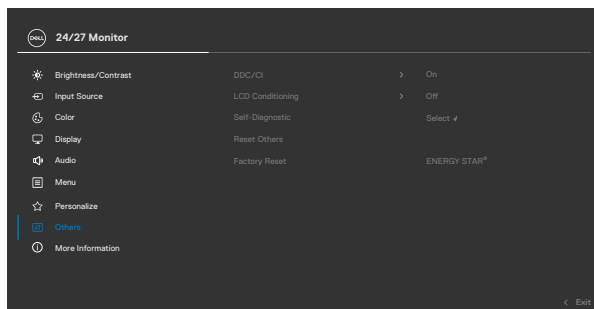 DELL 24/27 Monitor
Brightness/Contrast DDC/CI > On
Input Source LCD Conditioning > Off
Color Self-Diagnostic Select
Display Reset Others
Audio Factory Reset ENERGY STAR®
Menu
Personalize
Others
More Information
< Exit